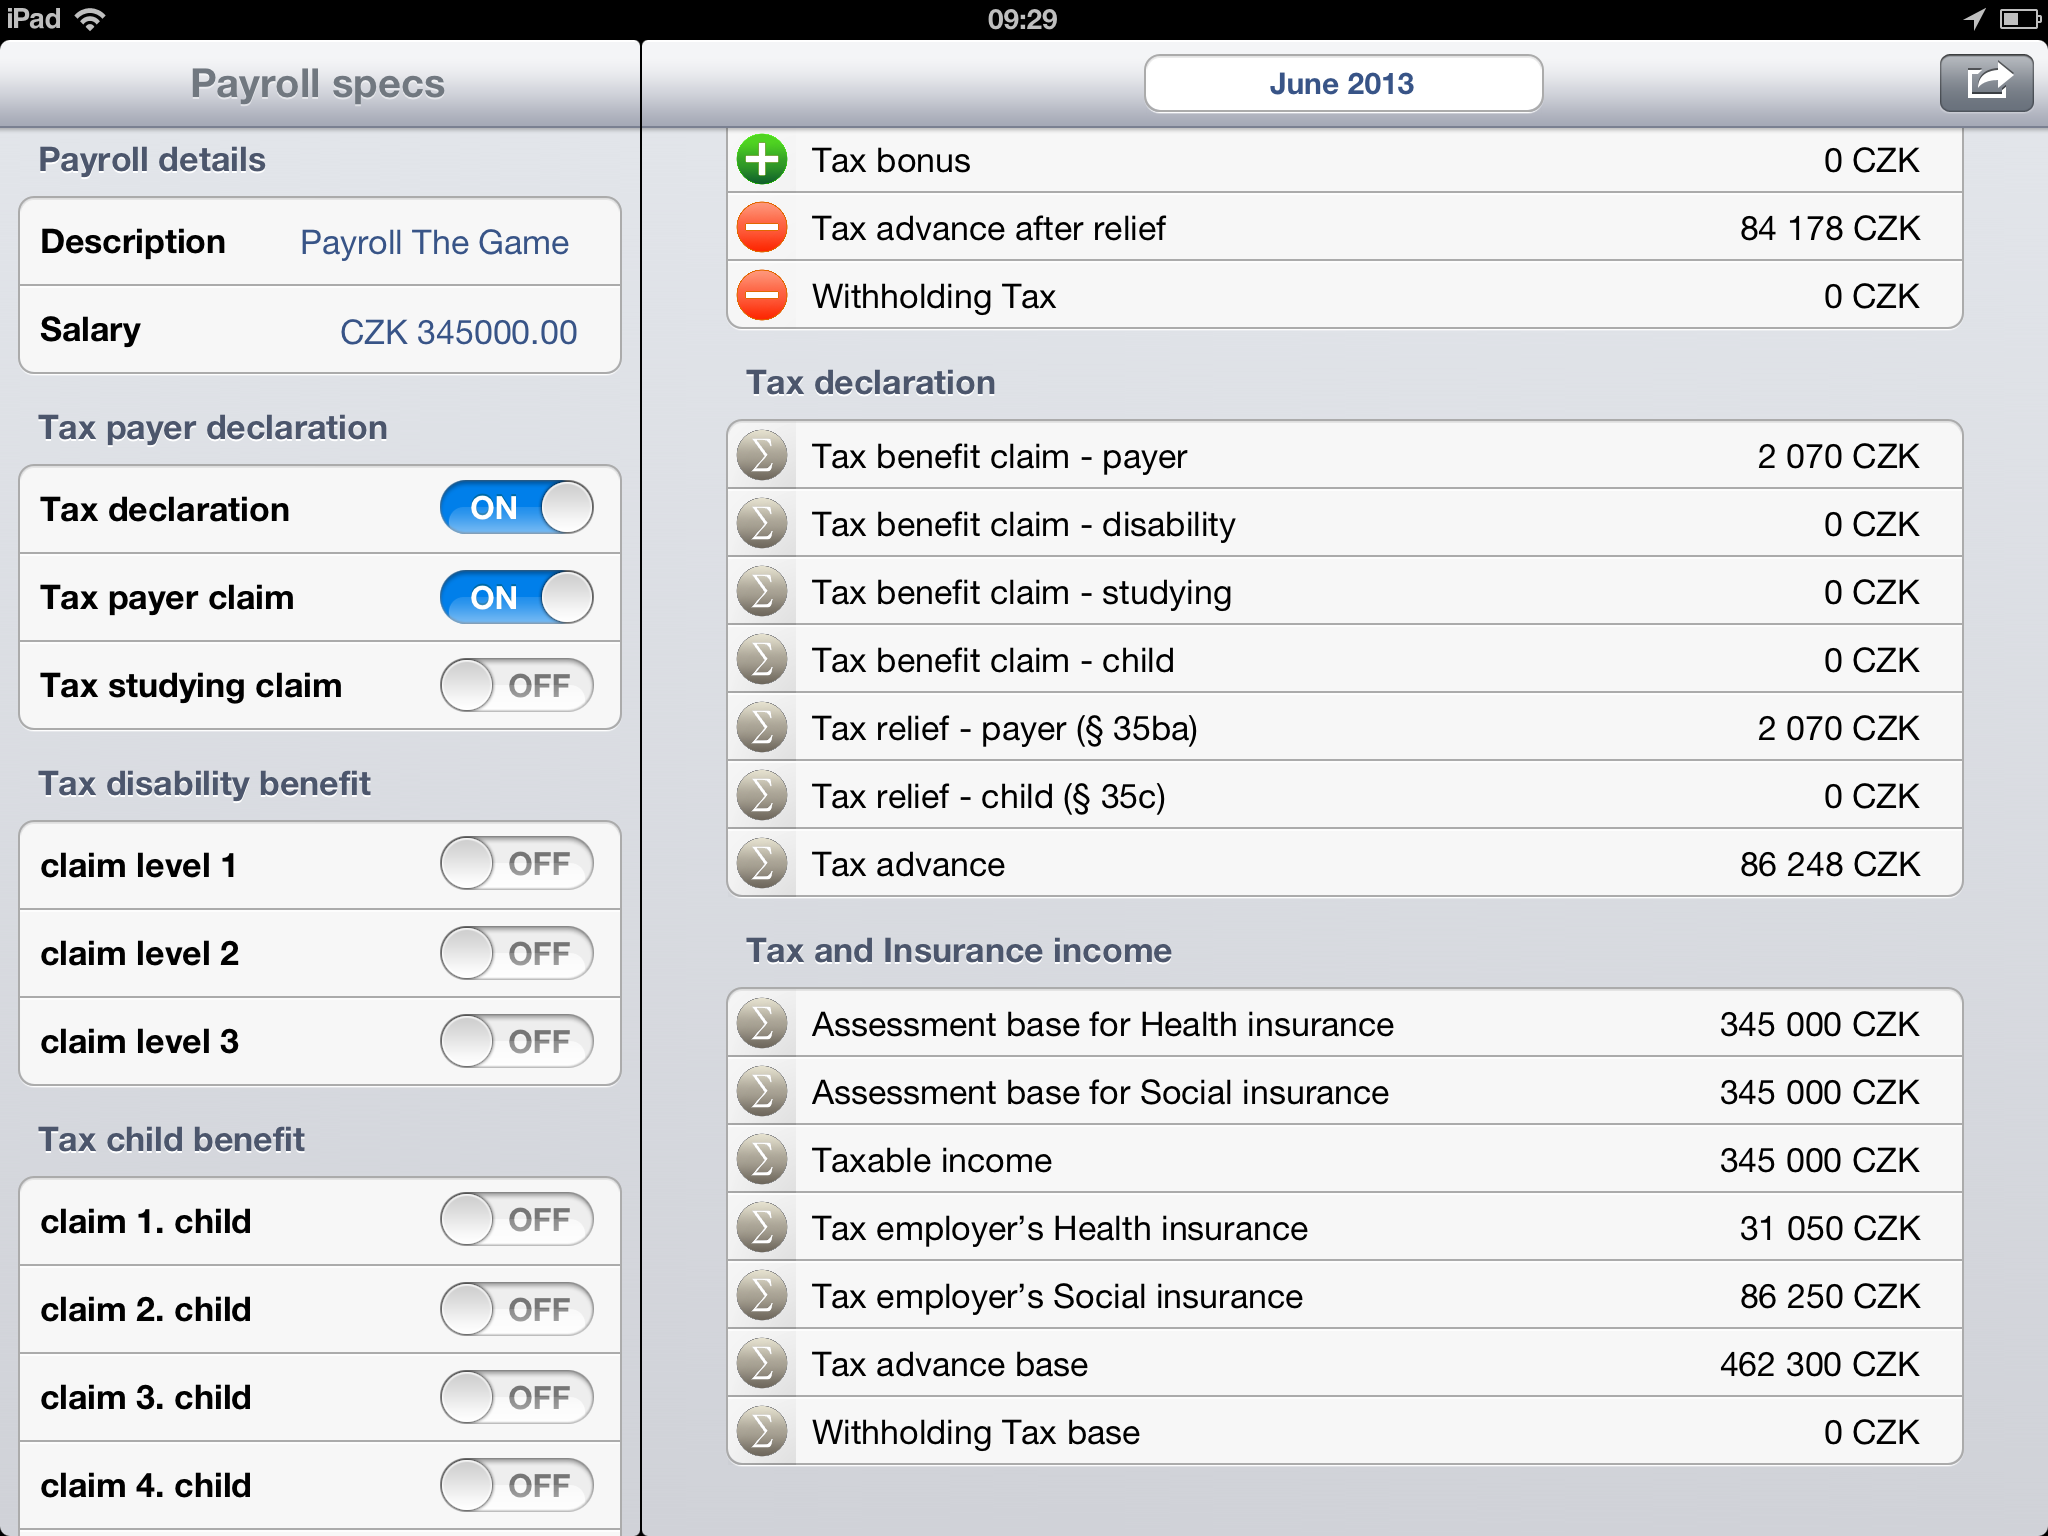 iPad
09:29
Payroll specs
June 2013
Payroll details
Description Payroll The Game
Salary CZK 345000.00
Tax payer declaration
Tax declaration ON
Tax payer claim ON
Tax studying claim OFF
Tax disability benefit
claim level 1 OFF
claim level 2 OFF
claim level 3 OFF
Tax child benefit
claim 1. child OFF
claim 2. child OFF
claim 3. child OFF
claim 4. child OFF
Tax bonus 0 CZK
Tax advance after relief 84 178 CZK
Withholding Tax 0 CZK
Tax declaration
Σ Tax benefit claim - payer 2 070 CZK
Σ Tax benefit claim - disability 0 CZK
Σ Tax benefit claim - studying 0 CZK
Σ Tax benefit claim - child 0 CZK
Σ Tax relief - payer (§ 35ba) 2 070 CZK
Σ Tax relief - child (§ 35c) 0 CZK
Σ Tax advance 86 248 CZK
Tax and Insurance income
Σ Assessment base for Health insurance 345 000 CZK
Σ Assessment base for Social insurance 345 000 CZK
Σ Taxable income 345 000 CZK
Σ Tax employer’s Health insurance 31 050 CZK
Σ Tax employer’s Social insurance 86 250 CZK
Σ Tax advance base 462 300 CZK
Σ Withholding Tax base 0 CZK